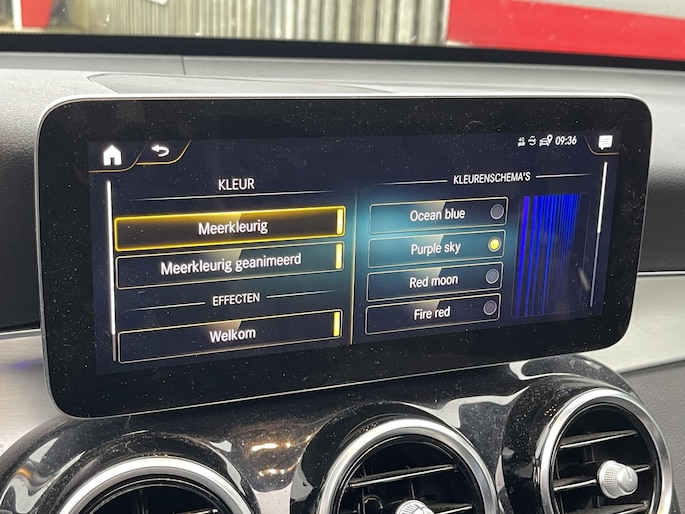 09:36
KLEUR
Meerkleurig
Meerkleurig geanimeerd
EFFECTEN
Welkom
KLEURENSCHEMA'S
Ocean blue
Purple sky
Red moon
Fire red